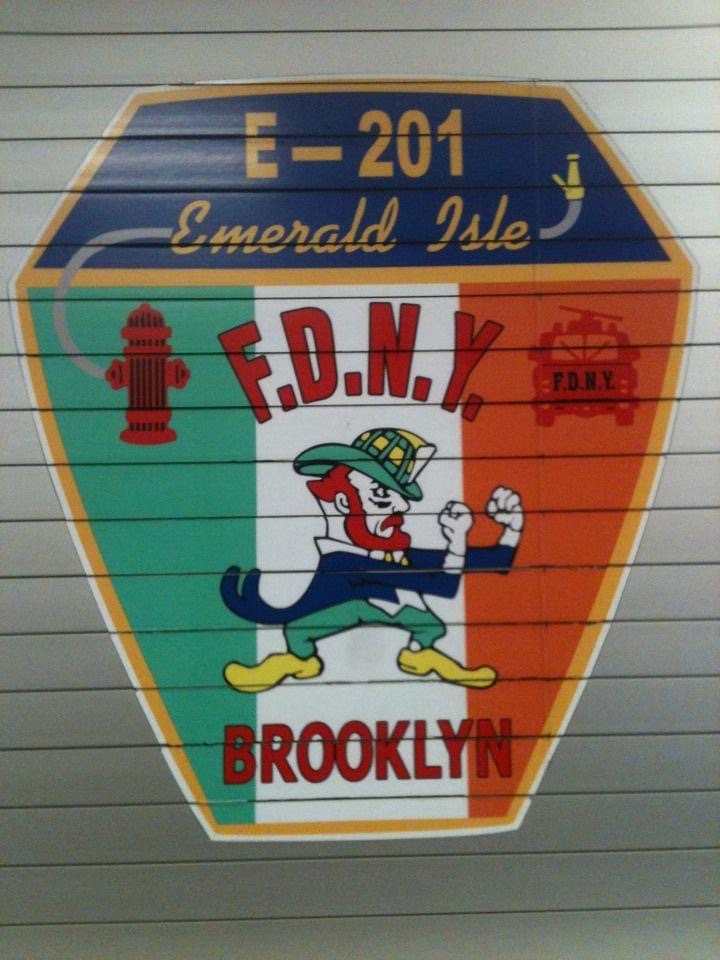 E-201
Emerald Isle
F.D.N.Y.
F.D.N.Y.
BROOKLYN